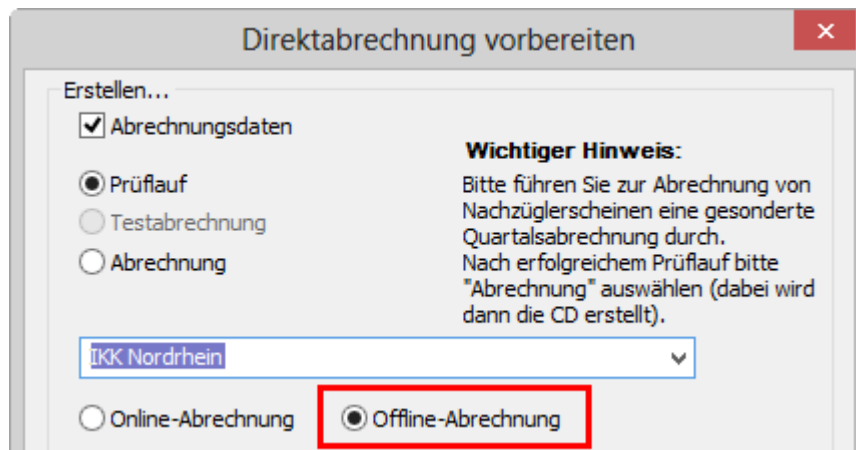 Direktabrechnung vorbereiten
Erstellen...
Abrechnungsdaten
Wichtiger Hinweis:
Prüflauf
Bitte führen Sie zur Abrechnung von
Testabrechnung
Nachzüglerscheinen eine gesonderte
Quartalsabrechnung durch.
Abrechnung
Nach erfolgreichem Prüflauf bitte
"Abrechnung" auswählen (dabei wird
dann die CD erstellt).
IKK Nordrhein
Online-Abrechnung
Offline-Abrechnung